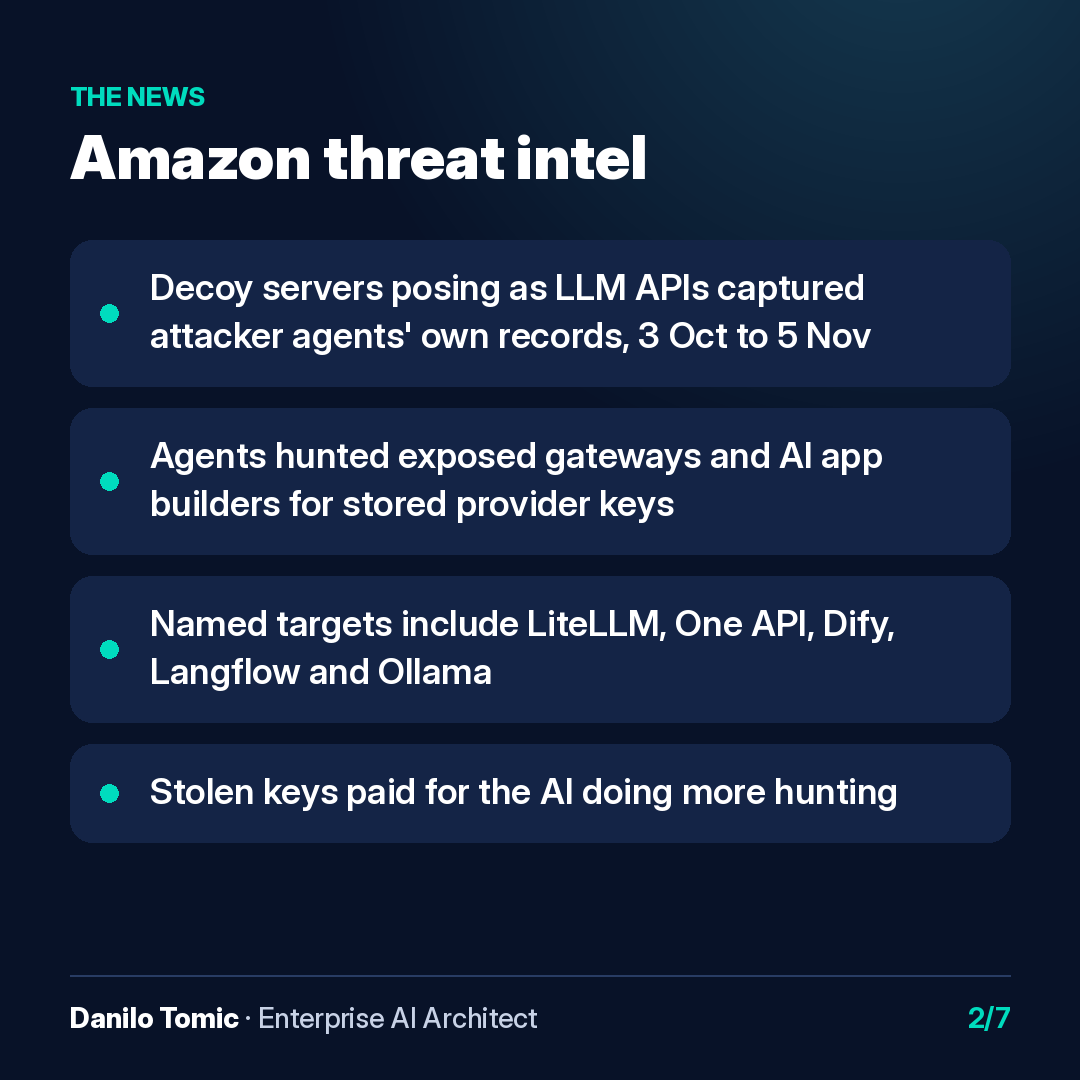 THE NEWS
Amazon threat intel
Decoy servers posing as LLM APIs captured
attacker agents' own records, 3 Oct to 5 Nov
Agents hunted exposed gateways and AI app
builders for stored provider keys
Named targets include LiteLLM, One API, Dify,
Langflow and Ollama
Stolen keys paid for the AI doing more hunting
Danilo Tomic · Enterprise AI Architect
2/7